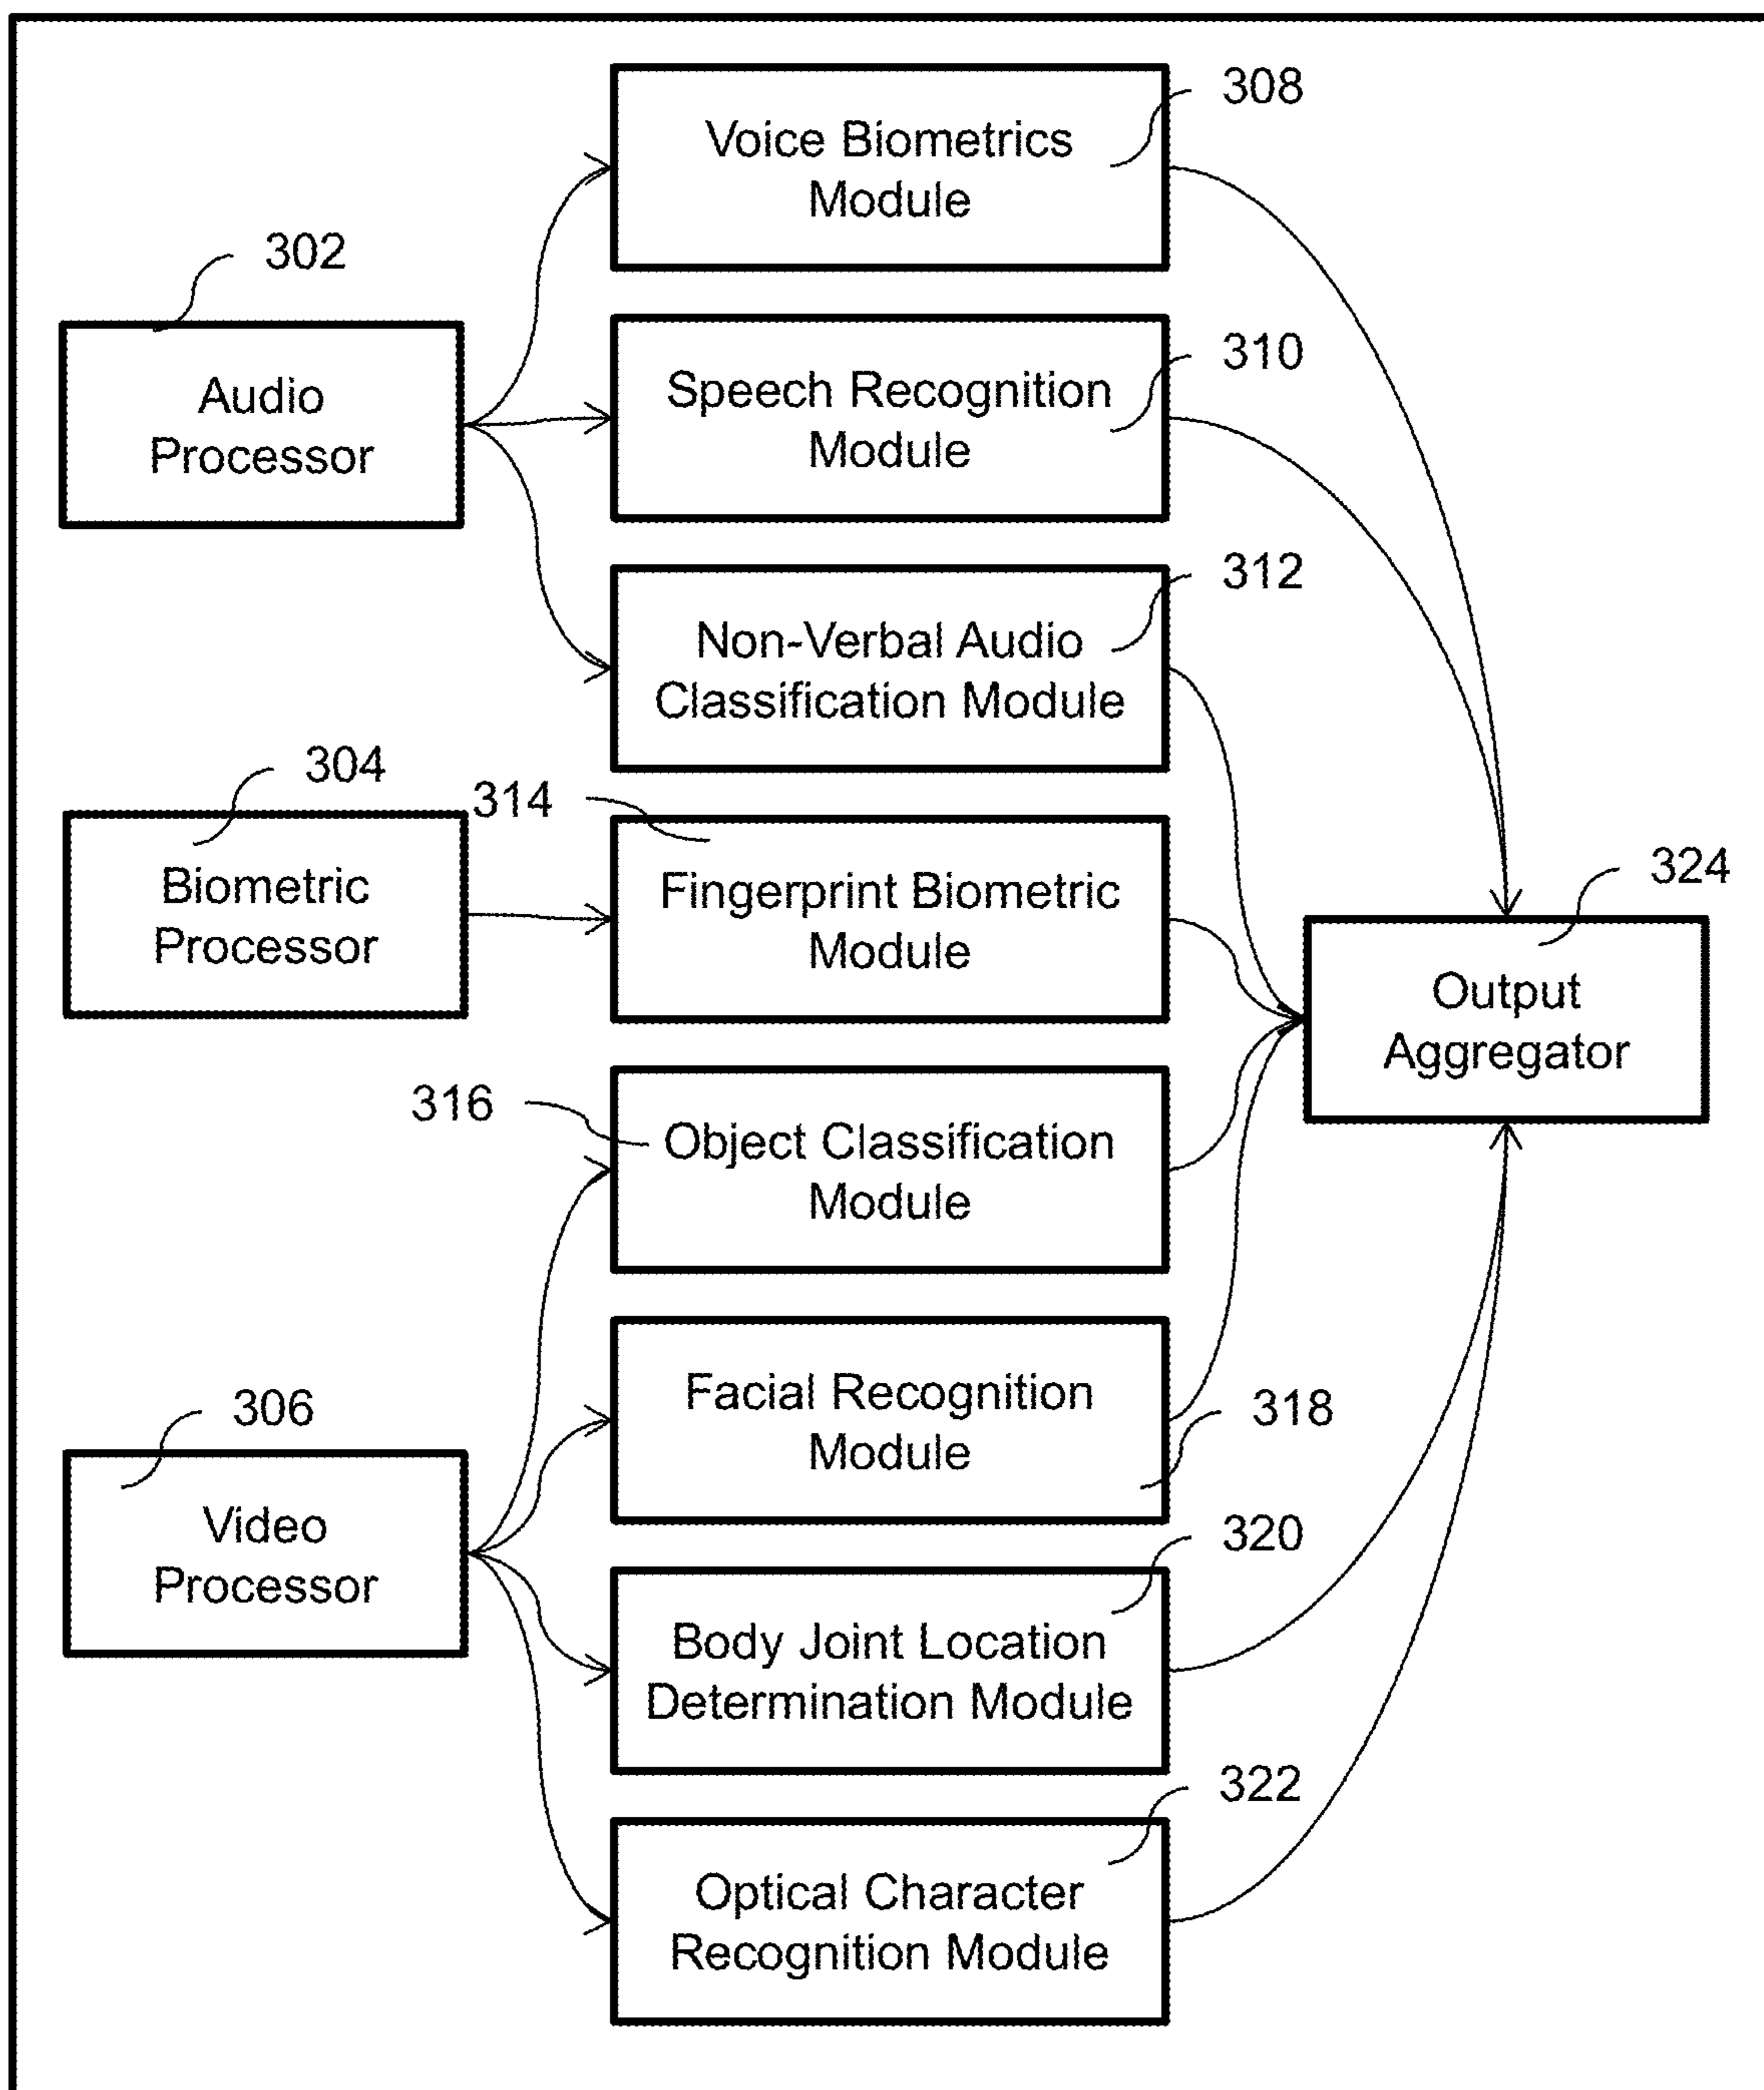 308
Voice Biometrics
Module
302
Audio
Processor
310
Speech Recognition
Module
312
Non-Verbal Audio
Classification Module
304
Biometric
Processor
314
Fingerprint Biometric
Module
324
Output
Aggregator
316
Object Classification
Module
306
Video
Processor
Facial Recognition
Module
318
320
Body Joint Location
Determination Module
322
Optical Character
Recognition Module